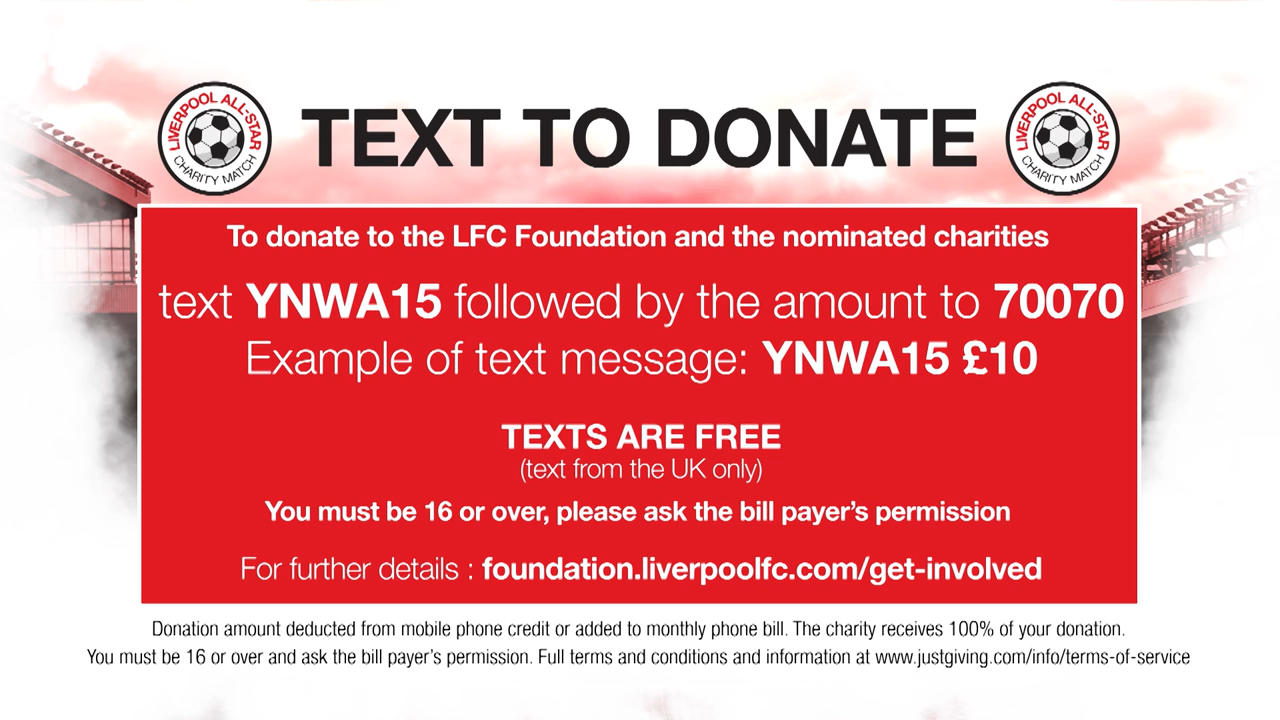 LIVERPOOL ALL-STAR
CHARITY MATCH
TEXT TO DONATE
LIVERPOOL ALL-STAR
CHARITY MATCH
To donate to the LFC Foundation and the nominated charities
text YNWA15 followed by the amount to 70070
Example of text message: YNWA15 £10
TEXTS ARE FREE
(text from the UK only)
You must be 16 or over, please ask the bill payer’s permission
For further details : foundation.liverpoolfc.com/get-involved
Donation amount deducted from mobile phone credit or added to monthly phone bill. The charity receives 100% of your donation.
You must be 16 or over and ask the bill payer’s permission. Full terms and conditions and information at www.justgiving.com/info/terms-of-service